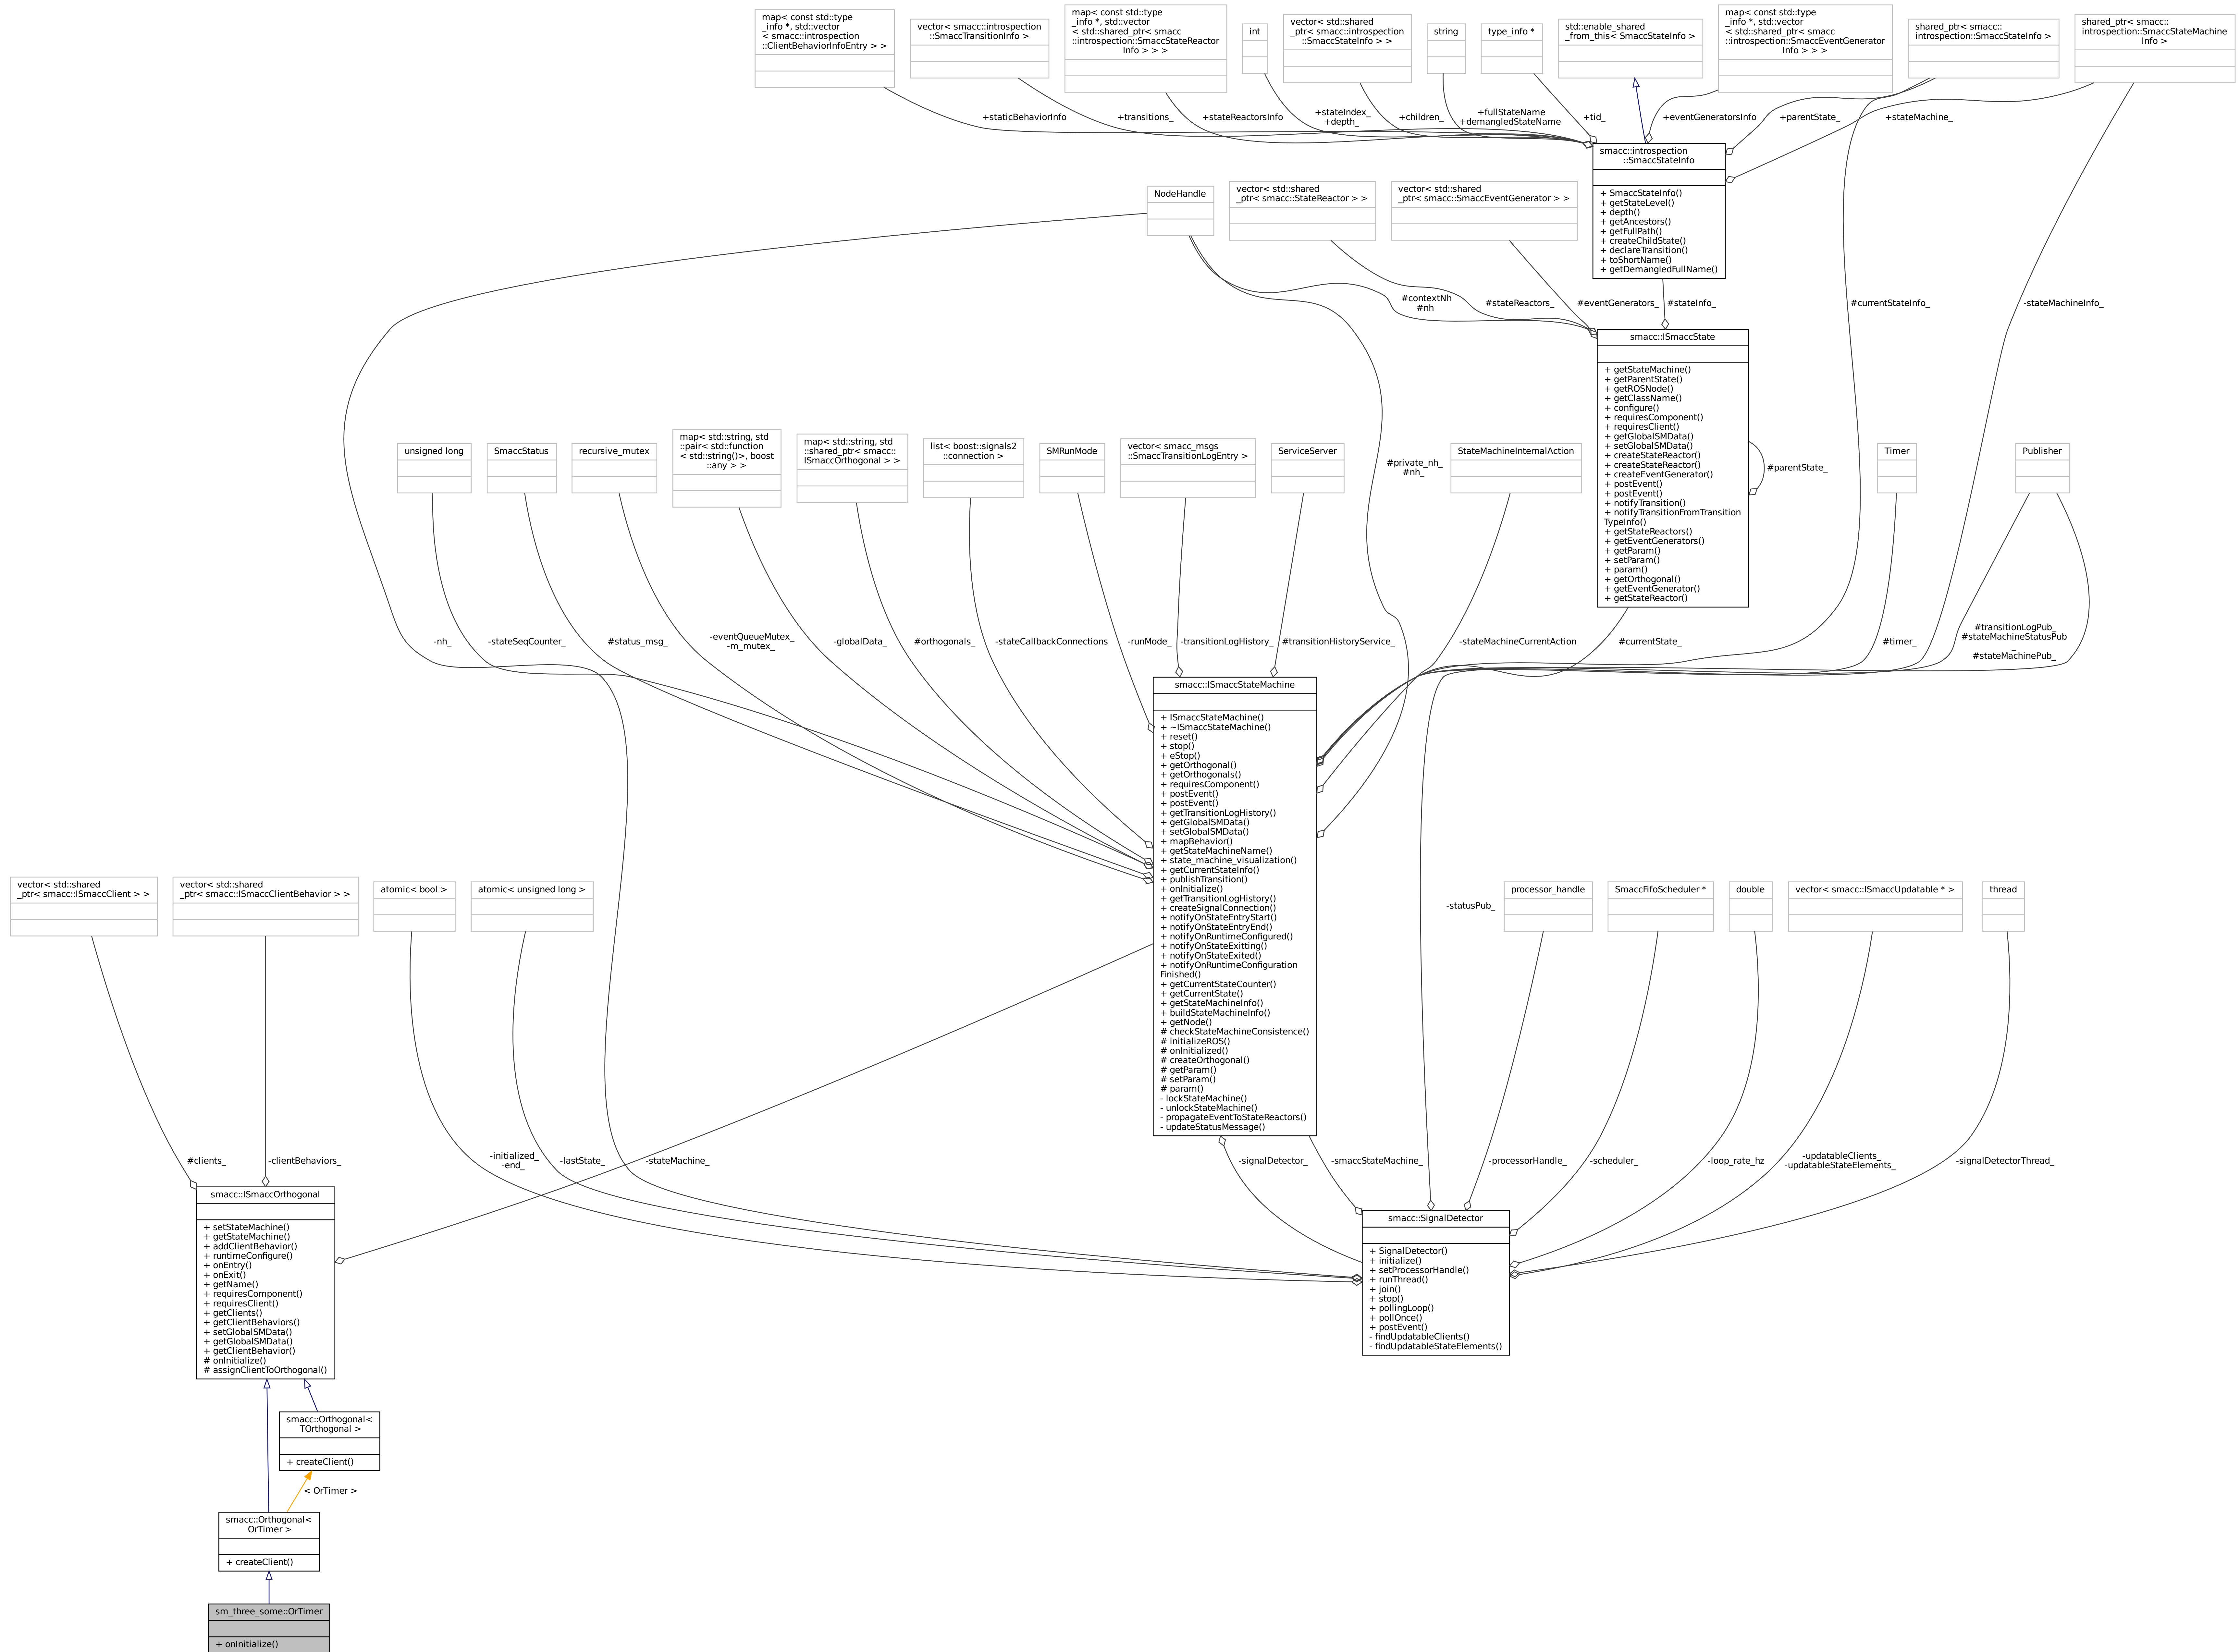 map< const std::type
_info *, std::vector
< smacc::introspection
::ClientBehaviorInfoEntry > >
vector< smacc::introspection
::SmaccTransitionInfo >
map< const std::type
_info *, std::vector
< std::shared_ptr< smacc
::introspection::SmaccStateReactor
Info > > >
int
vector< std::shared
_ptr< smacc::introspection
::SmaccStateInfo > >
string
type_info *
std::enable_shared
_from_this< SmaccStateInfo >
map< const std::type
_info *, std::vector
< std::shared_ptr< smacc
::introspection::SmaccEventGenerator
Info > > >
shared_ptr< smacc::
introspection::SmaccStateInfo >
shared_ptr< smacc::
introspection::SmaccStateMachine
Info >
+staticBehaviorInfo
+transitions_
+stateReactorsInfo
+stateIndex_
+depth_
+children_
+fullStateName
+demangledStateName
+tid_
+eventGeneratorsInfo
+parentState_
+stateMachine_
smacc::introspection
::SmaccStateInfo
+ SmaccStateInfo()
+ getStateLevel()
+ depth()
+ getAncestors()
+ getFullPath()
+ createChildState()
+ declareTransition()
+ toShortName()
+ getDemangledFullName()
NodeHandle
vector< std::shared
_ptr< smacc::StateReactor > >
vector< std::shared
_ptr< smacc::SmaccEventGenerator > >
#contextNh
#nh
#stateReactors_
#eventGenerators_
#stateInfo_
#currentStateInfo_
-stateMachineInfo_
smacc::ISmaccState
+ getStateMachine()
+ getParentState()
+ getROSNode()
+ getClassName()
+ configure()
+ requiresComponent()
+ requiresClient()
+ getGlobalSMData()
+ setGlobalSMData()
+ createStateReactor()
+ createStateReactor()
+ createEventGenerator()
+ postEvent()
+ postEvent()
+ notifyTransition()
+ notifyTransitionFromTransition
TypeInfo()
+ getStateReactors()
+ getEventGenerators()
+ getParam()
+ setParam()
+ param()
+ getOrthogonal()
+ getEventGenerator()
+ getStateReactor()
#parentState_
unsigned long
SmaccStatus
recursive_mutex
map< std::string, std
::pair< std::function
< std::string()>, boost
::any > >
map< std::string, std
::shared_ptr< smacc::
ISmaccOrthogonal > >
list< boost::signals2
::connection >
SMRunMode
vector< smacc_msgs
::SmaccTransitionLogEntry >
ServiceServer
#private_nh_
#nh_
StateMachineInternalAction
Timer
Publisher
-nh_
-stateSeqCounter_
#status_msg_
-eventQueueMutex_
-m_mutex_
-globalData_
#orthogonals_
-stateCallbackConnections
-runMode_
-transitionLogHistory_
#transitionHistoryService_
-stateMachineCurrentAction
#currentState_
#timer_
#transitionLogPub_
#stateMachineStatusPub
_
#stateMachinePub_
smacc::ISmaccStateMachine
+ ISmaccStateMachine()
+ ~ISmaccStateMachine()
+ reset()
+ stop()
+ eStop()
+ getOrthogonal()
+ getOrthogonals()
+ requiresComponent()
+ postEvent()
+ postEvent()
+ getTransitionLogHistory()
+ getGlobalSMData()
+ setGlobalSMData()
+ mapBehavior()
+ getStateMachineName()
+ state_machine_visualization()
+ getCurrentStateInfo()
+ publishTransition()
+ onInitialize()
+ getTransitionLogHistory()
+ createSignalConnection()
+ notifyOnStateEntryStart()
+ notifyOnStateEntryEnd()
+ notifyOnRuntimeConfigured()
+ notifyOnStateExitting()
+ notifyOnStateExited()
+ notifyOnRuntimeConfiguration
Finished()
+ getCurrentStateCounter()
+ getCurrentState()
+ getStateMachineInfo()
+ buildStateMachineInfo()
+ getNode()
# checkStateMachineConsistence()
# initializeROS()
# onInitialized()
# createOrthogonal()
# getParam()
# setParam()
# param()
- lockStateMachine()
- unlockStateMachine()
- propagateEventToStateReactors()
- updateStatusMessage()
vector< std::shared
_ptr< smacc::ISmaccClient > >
vector< std::shared
_ptr< smacc::ISmaccClientBehavior > >
atomic< bool >
atomic< unsigned long >
-statusPub_
processor_handle
SmaccFifoScheduler *
double
vector< smacc::ISmaccUpdatable * >
thread
#clients_
-clientBehaviors_
-initialized_
-end_
-lastState_
-stateMachine_
-signalDetector_
-smaccStateMachine_
-processorHandle_
-scheduler_
-loop_rate_hz
-updatableClients_
-updatableStateElements_
-signalDetectorThread_
smacc::ISmaccOrthogonal
+ setStateMachine()
+ getStateMachine()
+ addClientBehavior()
+ runtimeConfigure()
+ onEntry()
+ onExit()
+ getName()
+ requiresComponent()
+ requiresClient()
+ getClients()
+ getClientBehaviors()
+ setGlobalSMData()
+ getGlobalSMData()
+ getClientBehavior()
# onInitialize()
# assignClientToOrthogonal()
smacc::SignalDetector
+ SignalDetector()
+ initialize()
+ setProcessorHandle()
+ runThread()
+ join()
+ stop()
+ pollingLoop()
+ pollOnce()
+ postEvent()
- findUpdatableClients()
- findUpdatableStateElements()
smacc::Orthogonal<
TOrthogonal >
+ createClient()
< OrTimer >
smacc::Orthogonal<
OrTimer >
+ createClient()
sm_three_some::OrTimer
+ onInitialize()